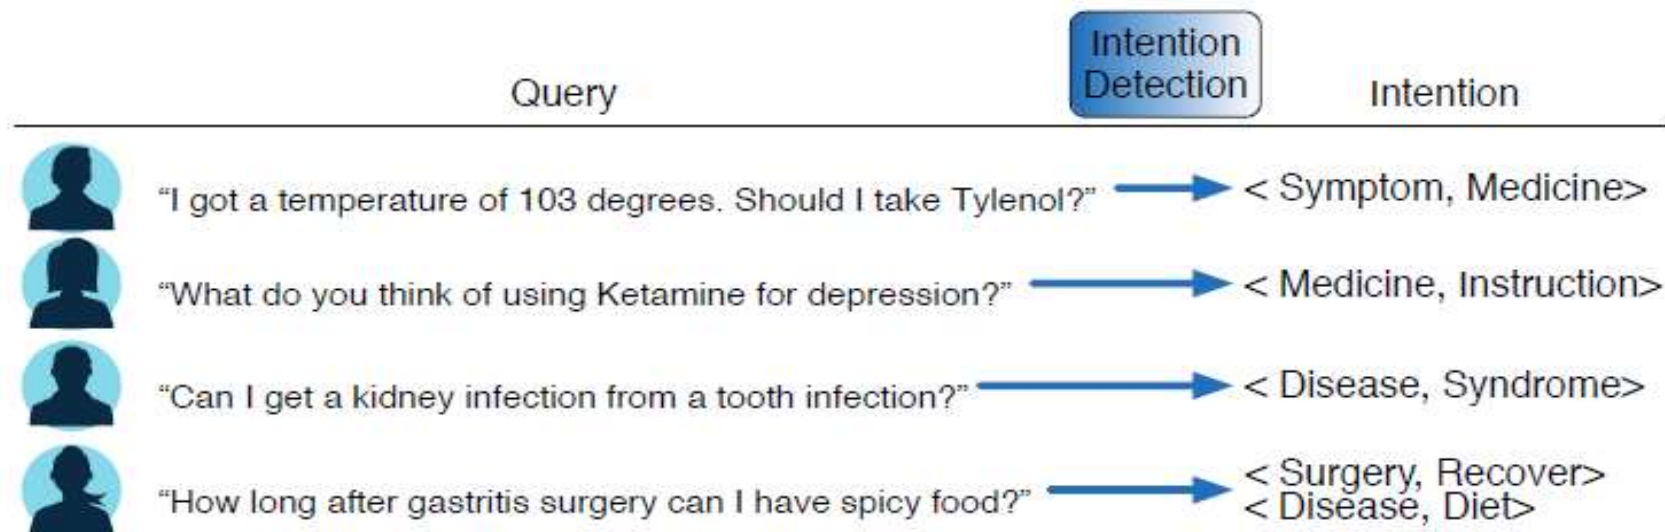 Query
Intention
Detection
Intention
“I got a temperature of 103 degrees. Should I take Tylenol?”
< Symptom, Medicine>
“What do you think of using Ketamine for depression?”
< Medicine, Instruction>
“Can I get a kidney infection from a tooth infection?”
< Disease, Syndrome>
“How long after gastritis surgery can I have spicy food?”
< Surgery, Recover>
< Disease, Diet>